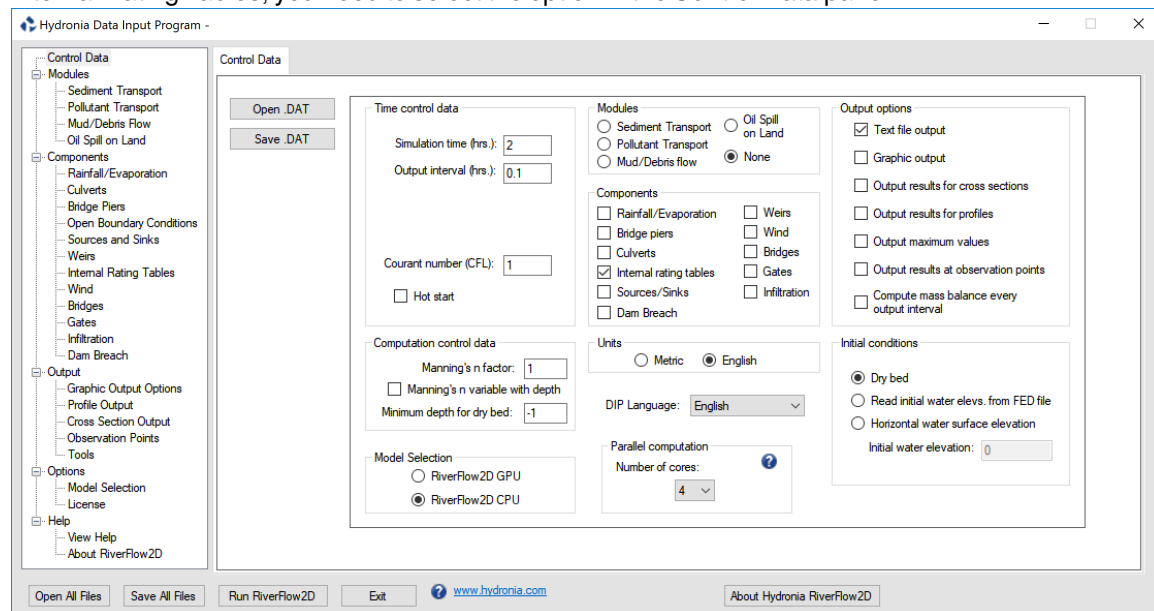 Hydronia Data Input Program -
Control Data
Modules
Sediment Transport
Pollutant Transport
Mud/Debris Flow
Oil Spill on Land
Components
Rainfall/Evaporation
Culverts
Bridge Piers
Open Boundary Conditions
Sources and Sinks
Weirs
Internal Rating Tables
Wind
Bridges
Gates
Infiltration
Dam Breach
Output
Graphic Output Options
Profile Output
Cross Section Output
Observation Points
Tools
Options
Model Selection
License
Help
View Help
About RiverFlow2D
Control Data
Open .DAT
Save .DAT
Time control data
Simulation time (hrs.): 2
Output interval (hrs.): 0.1
Courant number (CFL): 1
Hot start
Modules
Sediment Transport
Pollutant Transport
Mud/Debris flow
Oil Spill
on Land
None
Components
Rainfall/Evaporation
Bridge piers
Culverts
Internal rating tables
Sources/Sinks
Dam Breach
Weirs
Wind
Bridges
Gates
Infiltration
Output options
Text file output
Graphic output
Output results for cross sections
Output results for profiles
Output maximum values
Output results at observation points
Compute mass balance every
output interval
Computation control data
Manning's n factor: 1
Manning's n variable with depth
Minimum depth for dry bed: -1
Units
Metric English
DIP Language: English
Initial conditions
Dry bed
Read initial water elevs. from FED file
Horizontal water surface elevation
Initial water elevation: 0
Model Selection
RiverFlow2D GPU
RiverFlow2D CPU
Parallel computation
Number of cores:
4
Open All Files Save All Files Run RiverFlow2D Exit www.hydronia.com About Hydronia RiverFlow2D